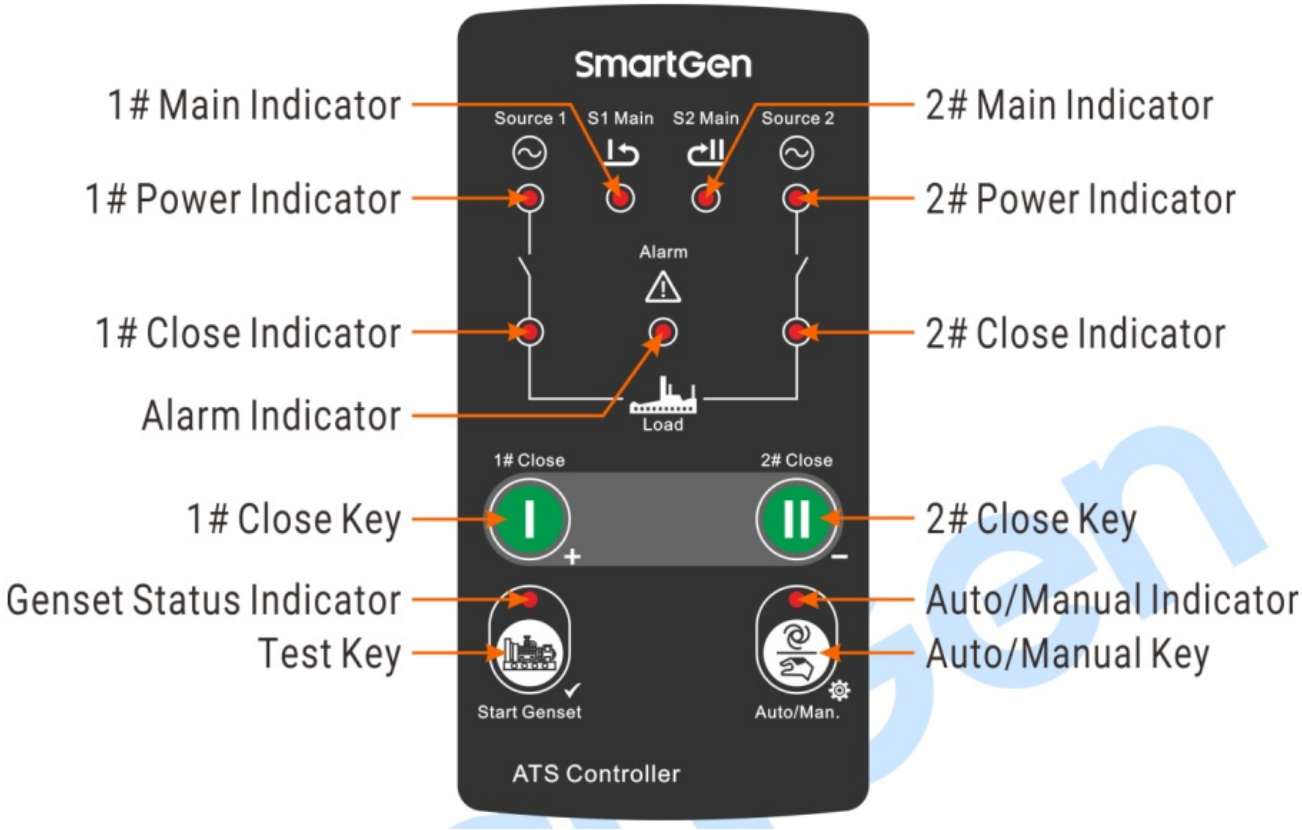 SmartGen
1# Main Indicator
2# Main Indicator
Source 1
S1 Main
S2 Main
Source 2
1# Power Indicator
2# Power Indicator
Alarm
1# Close Indicator
2# Close Indicator
Alarm Indicator
Load
1# Close
2# Close
1# Close Key
I
II
2# Close Key
+
−
Genset Status Indicator
Auto/Manual Indicator
Test Key
Auto/Manual Key
Start Genset
Auto/Man.
ATS Controller